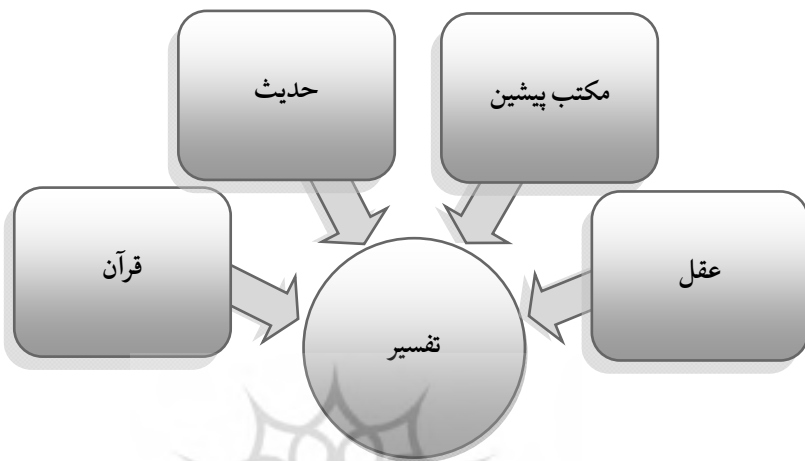 مکتب پیشین
حدیث
عقل
قرآن
تفسیر